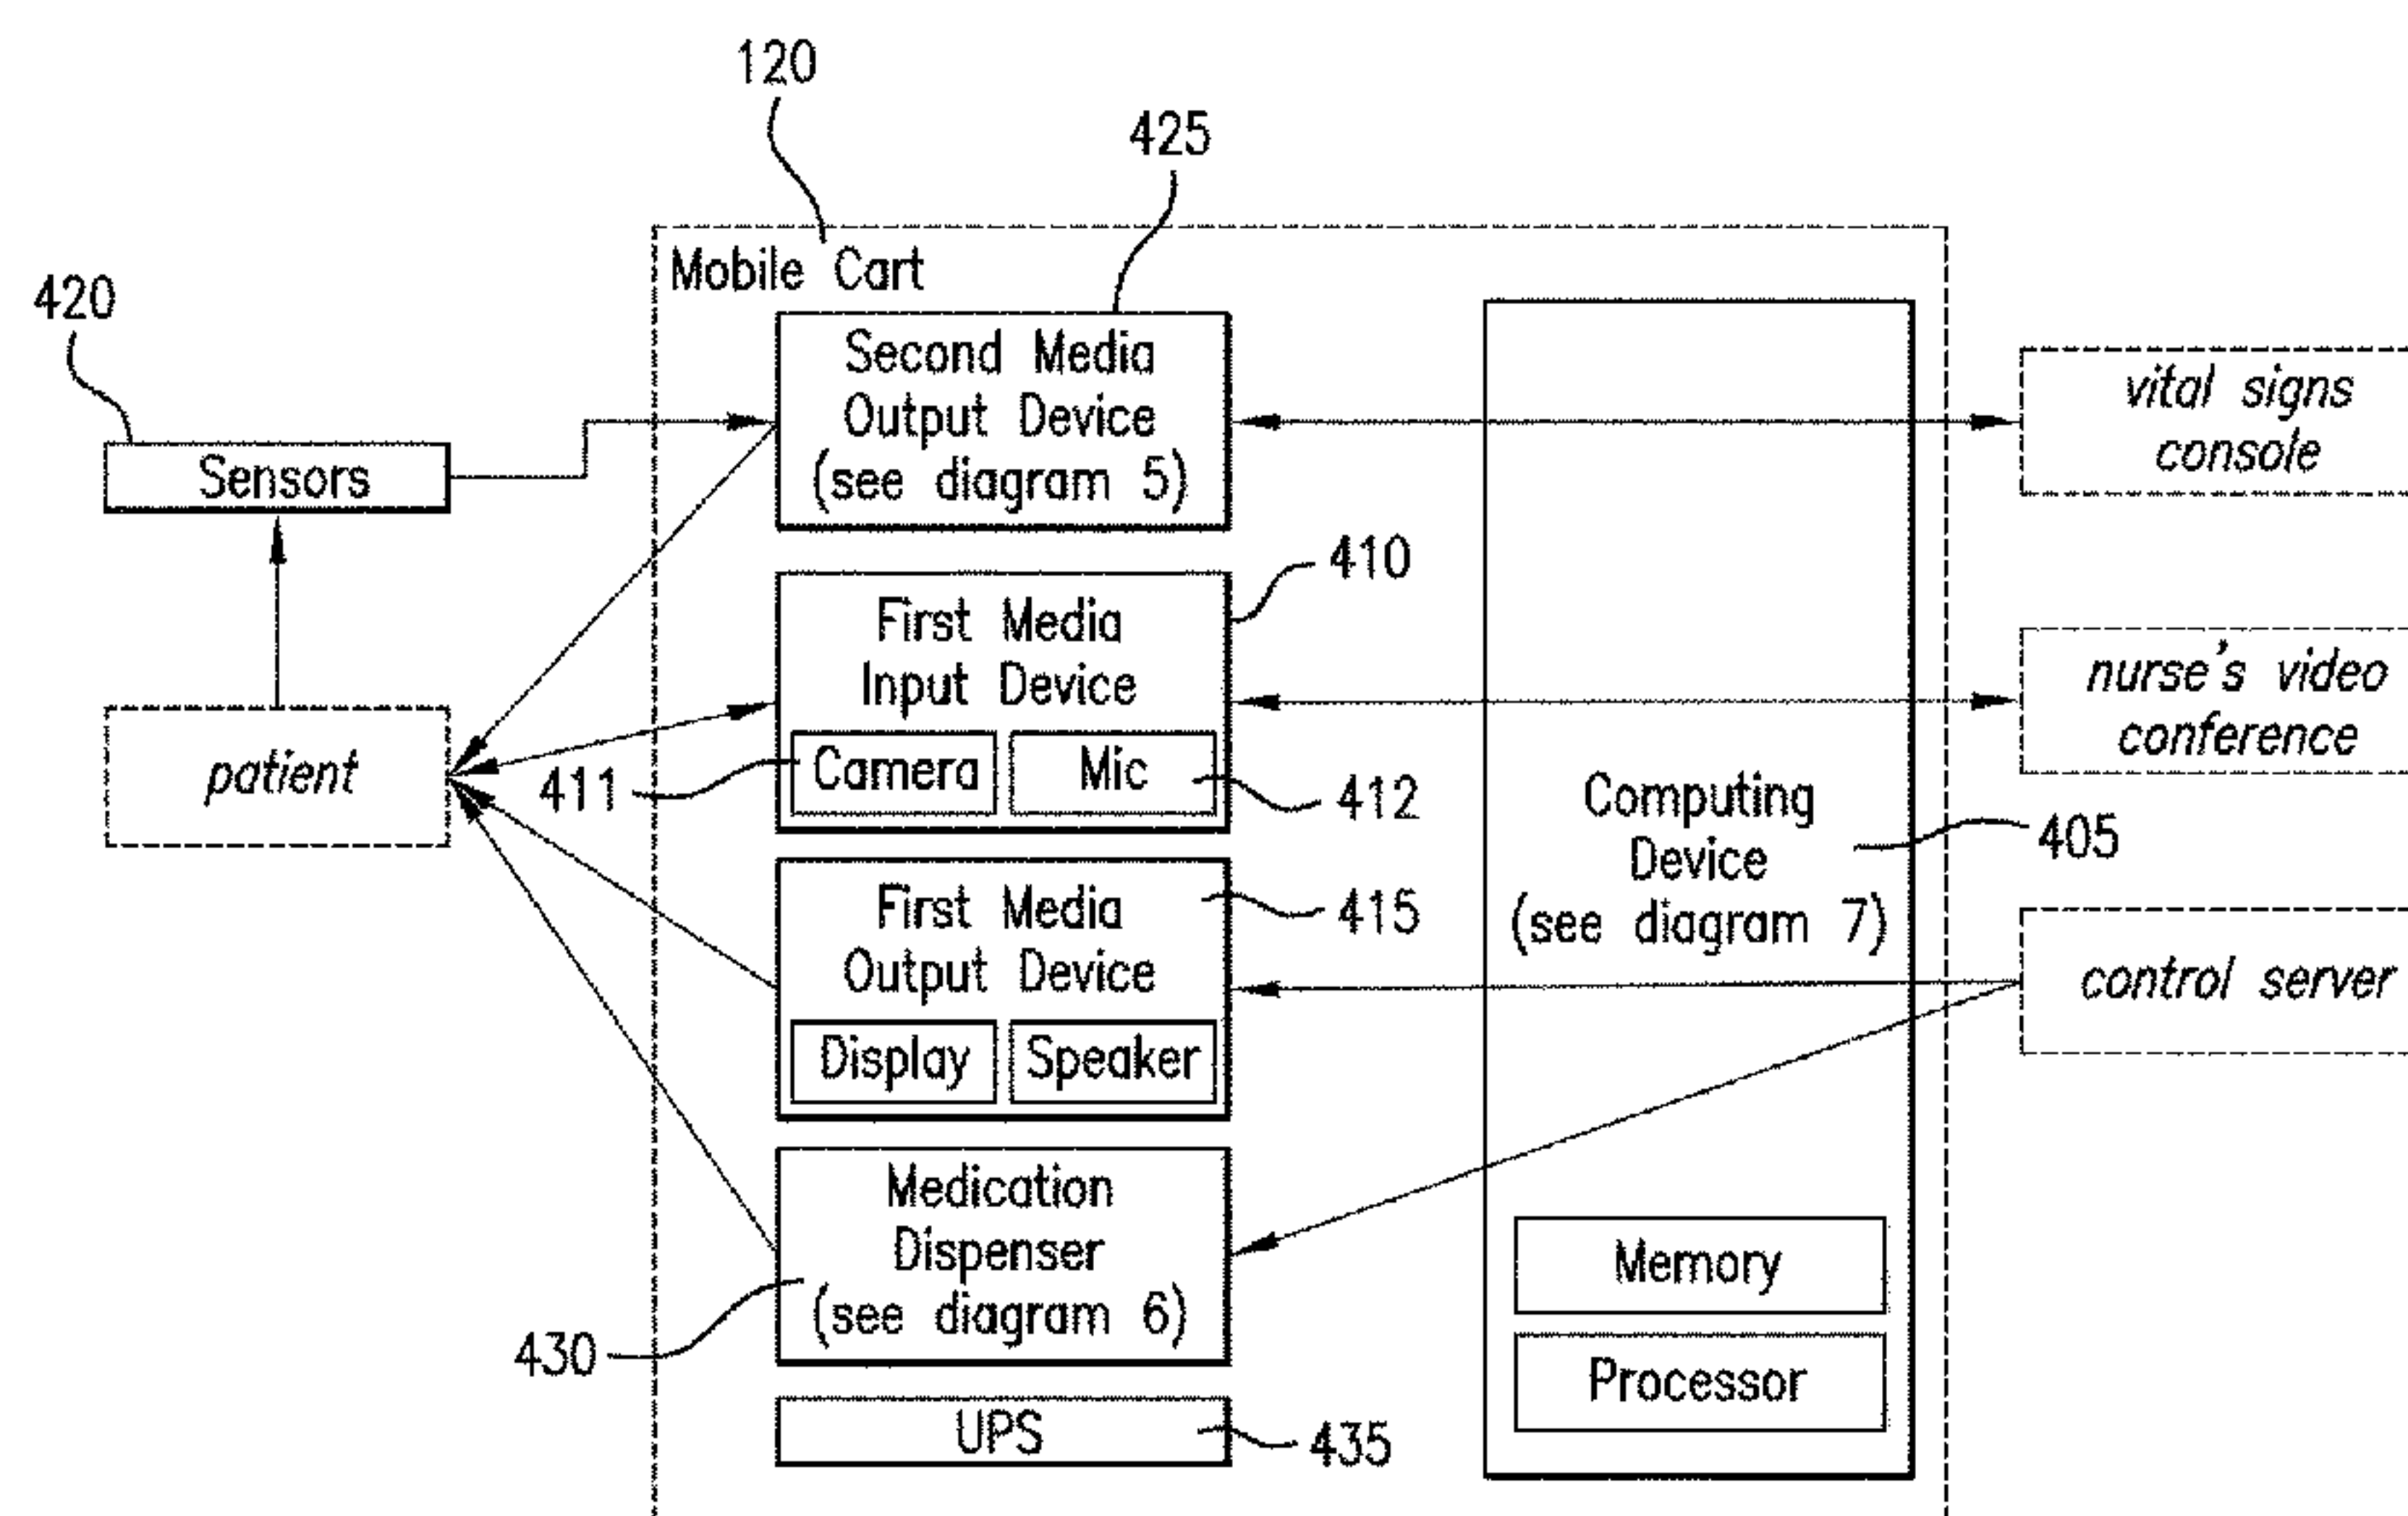 120
425
Mobile Cart
420
Second Media
Output Device
(see diagram 5)
vital signs
console
Sensors
410
First Media
Input Device
nurse's video
conference
patient
Camera
Mic
411
412
Computing
Device
(see diagram 7)
405
First Media
Output Device
415
control server
Display
Speaker
Medication
Dispenser
(see diagram 6)
430
Memory
Processor
UPS
435